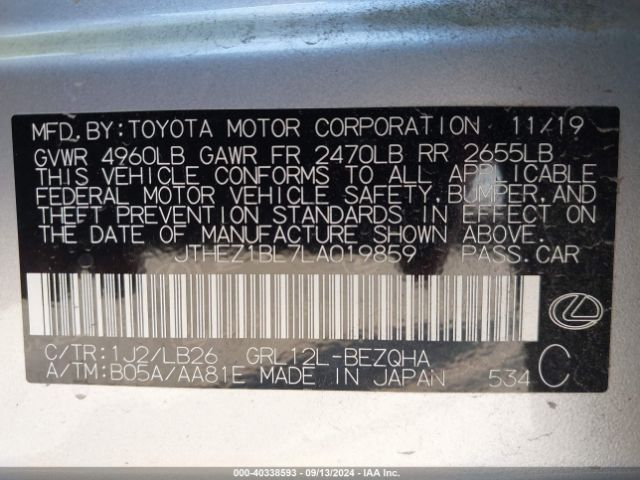 MFD.BY:TOYOTA MOTOR CORPORATION 11/19
GVWR 4960LB GAWR FR 2470LB RR 2655LB
THIS VEHICLE CONFORMS TO ALL APPLICABLE
FEDERAL MOTOR VEHICLE SAFETY,BUMPER,AND
THEFT PREVENTION STANDARDS IN EFFECT ON
THE DATE OF MANUFACTURE SHOWN ABOVE.
JTHEZ1BL7LA019859 PASS.CAR
C/TR:1J2/LB26 GRL12L-BEZQHA
A/TM:B05A/AA81E MADE IN JAPAN 534 C
000-40338593 - 09/13/2024 - IAA Inc.